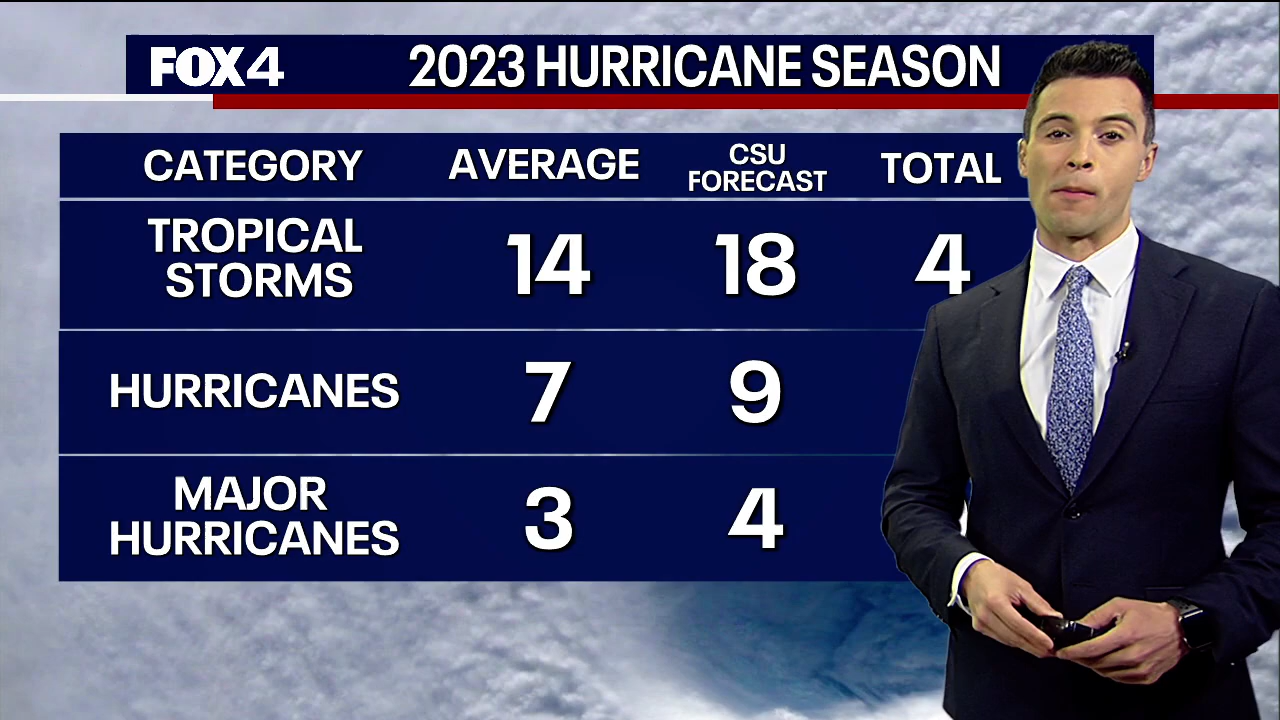 FOX4
2023 HURRICANE SEASON
CATEGORY AVERAGE CSU FORECAST TOTAL
TROPICAL STORMS 14 18 4
HURRICANES 7 9
MAJOR HURRICANES 3 4